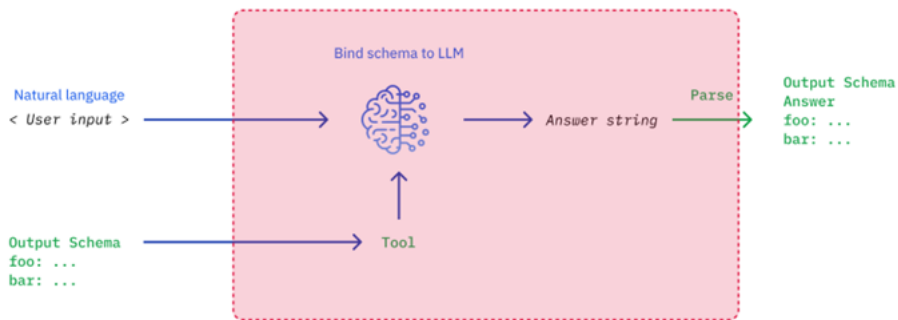 Bind schema to LLM
Natural language
< User input >
Answer string
Parse
Output Schema
Answer
foo: ...
bar: ...
Output Schema
foo: ...
bar: ...
Tool